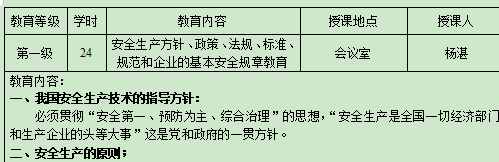 教育等级 学时 教育内容 授课地点 授课人
第一级 24 安全生产方针、政策、法规、标准、规范和企业的基本安全规章教育 会议室 杨湛
教育内容：
一、我国安全生产技术的指导方针：
必须贯彻“安全第一、预防为主、综合治理”的思想，“安全生产是全国一切经济部门
和生产企业的头等大事”这是党和政府的一贯方针。
二、安全生产的原则；